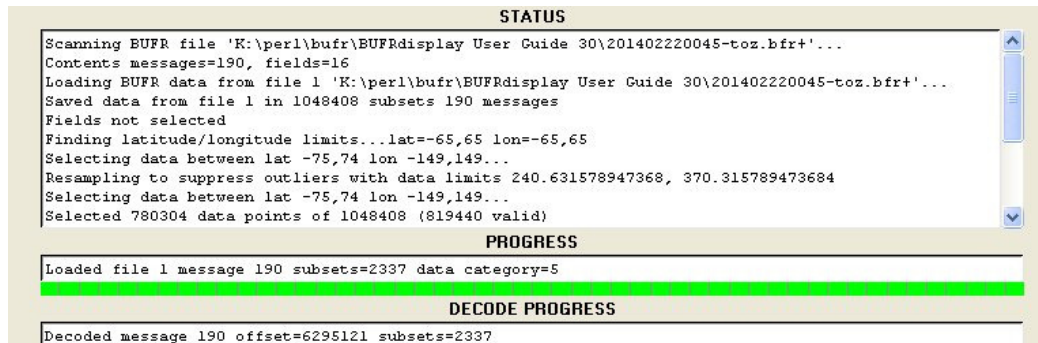 STATUS
Scanning BUFR file 'K:\perl\bufr\BUFRdisplay User Guide 30\201402220045-toz.bfr+'...
Contents messages=190, fields=16
Loading BUFR data from file 1 'K:\perl\bufr\BUFRdisplay User Guide 30\201402220045-toz.bfr+'...
Saved data from file 1 in 1048408 subsets 190 messages
Fields not selected
Finding latitude/longitude limits...lat=-65,65 lon=-65,65
Selecting data between lat -75,74 lon -149,149...
Resampling to suppress outliers with data limits 240.631578947368, 370.315789473684
Selecting data between lat -75,74 lon -149,149...
Selected 780304 data points of 1048408 (819440 valid)
PROGRESS
Loaded file 1 message 190 subsets=2337 data category=5
DECODE PROGRESS
Decoded message 190 offset=6295121 subsets=2337